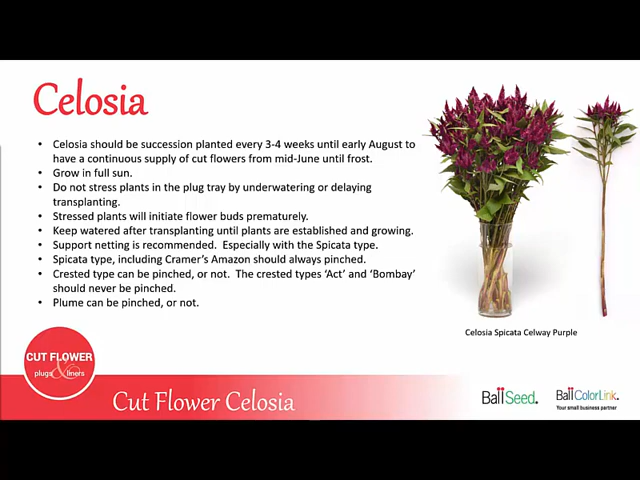 Celosia
• Celosia should be succession planted every 3-4 weeks until early August to
have a continuous supply of cut flowers from mid-June until frost.
• Grow in full sun.
• Do not stress plants in the plug tray by underwatering or delaying
transplanting.
• Stressed plants will initiate flower buds prematurely.
• Keep watered after transplanting until plants are established and growing.
• Support netting is recommended.  Especially with the Spicata type.
• Spicata type, including Cramer's Amazon should always pinched.
• Crested type can be pinched, or not.  The crested types 'Act' and 'Bombay'
should never be pinched.
• Plume can be pinched, or not.
Celosia Spicata Celway Purple
CUT FLOWER
plugs & liners
Cut Flower Celosia
Ball Seed.
Ball ColorLink.
Your small business partner